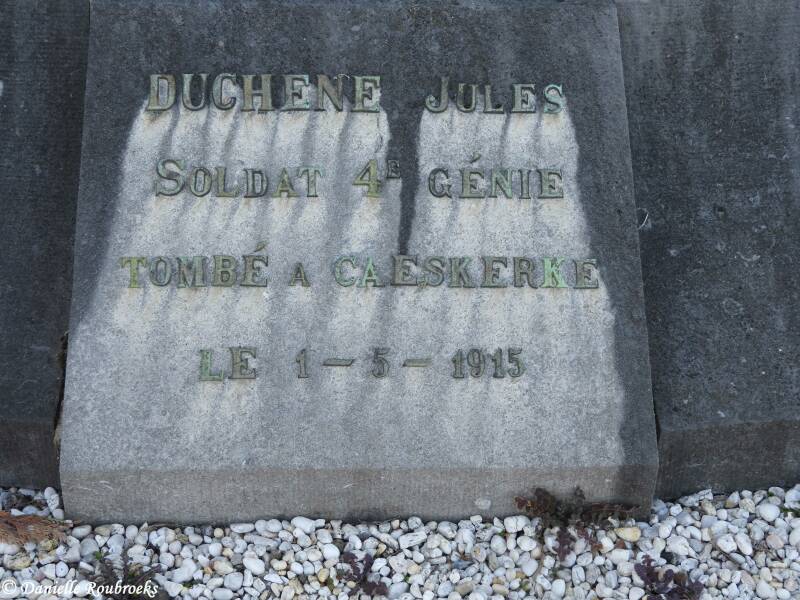 DUCHENE JULES
SOLDAT 4E GÉNIE
TOMBÉ A CAESKERKE
LE 1-5-1915
© Danielle Roubroeks